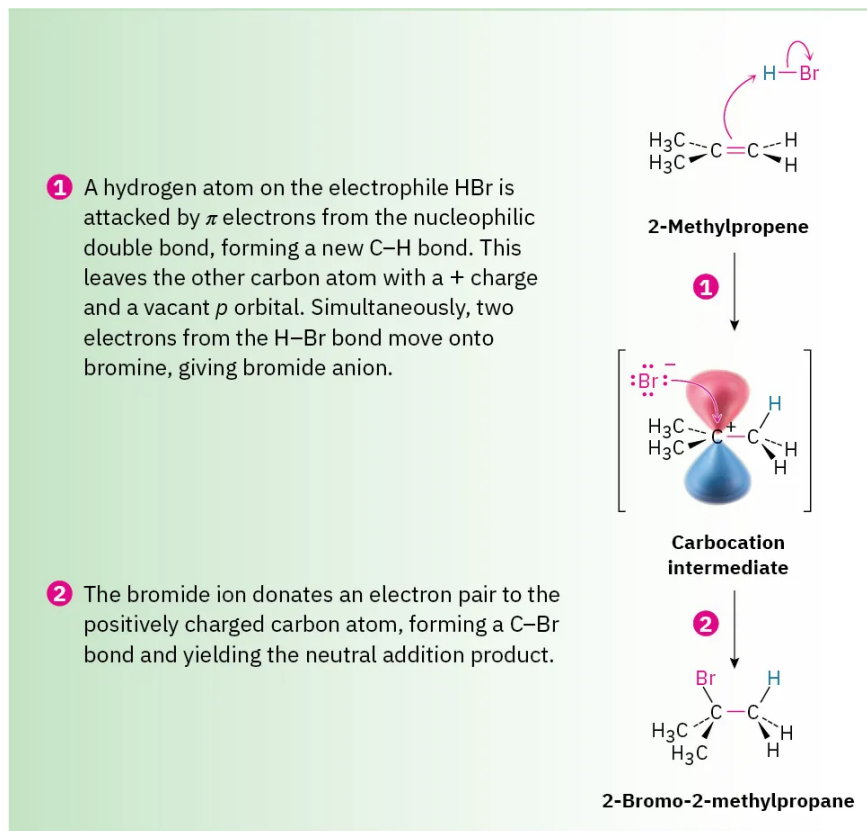 H–Br
H₃C
H₃C
C=C
H
H
2-Methylpropene
1
1 A hydrogen atom on the electrophile HBr is
attacked by π electrons from the nucleophilic
double bond, forming a new C–H bond. This
leaves the other carbon atom with a + charge
and a vacant p orbital. Simultaneously, two
electrons from the H–Br bond move onto
bromine, giving bromide anion.
:Br: −
H
H₃C
H₃C
C + – C
H
H
Carbocation
intermediate
2
2 The bromide ion donates an electron pair to the
positively charged carbon atom, forming a C–Br
bond and yielding the neutral addition product.
Br
H
C – C
H₃C
H₃C
H
H
2-Bromo-2-methylpropane